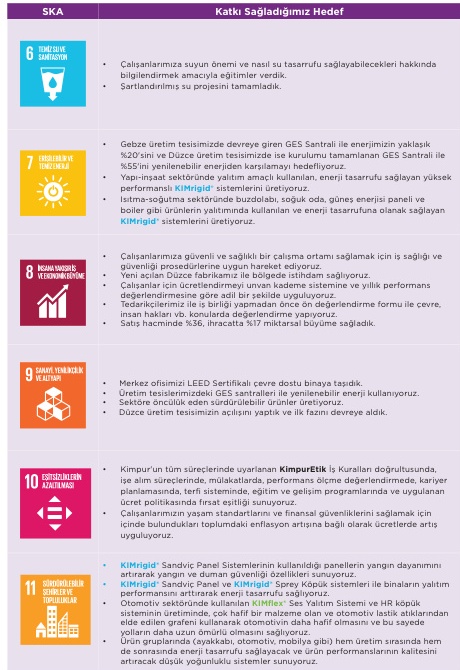 SKA
Katkı Sağladığımız Hedef
6 TEMİZ SU VE
SANİTASYON
• Çalışanlarımıza suyun önemi ve nasıl su tasarrufu sağlayabilecekleri hakkında
bilgilendirmek amacıyla eğitimler verdik.
• Şartlandırılmış su projesini tamamladık.
7 ERİŞİLEBİLİR VE
TEMİZ ENERJİ
• Gebze üretim tesisimizde devreye giren GES Santrali ile enerjimizin yaklaşık
%20'sini ve Düzce üretim tesisimizde ise kurulumu tamamlanan GES Santrali ile
%55'ini yenilenebilir enerjiden karşılamayı hedefliyoruz.
• Yapı-inşaat sektöründe yalıtım amaçlı kullanılan, enerji tasarrufu sağlayan yüksek
performanslı KIMrigid® sistemlerini üretiyoruz.
• Isıtma-soğutma sektöründe buzdolabı, soğuk oda, güneş enerjisi paneli ve
boiler gibi ürünlerin yalıtımında kullanılan ve enerji tasarrufuna olanak sağlayan
KIMrigid® sistemlerini üretiyoruz.
8 İNSANA YAKIŞIR İŞ
VE EKONOMİK BÜYÜME
• Çalışanlarımıza güvenli ve sağlıklı bir çalışma ortamı sağlamak için iş sağlığı ve
güvenliği prosedürlerine uygun hareket ediyoruz.
• Yeni açılan Düzce fabrikamız ile bölgede istihdam sağlıyoruz.
• Çalışanlar için ücretlendirmeyi unvan kademe sistemine ve yıllık performans
değerlendirmesine göre adil bir şekilde uyguluyoruz.
• Tedarikçilerimiz ile iş birliği yapmadan önce ön değerlendirme formu ile çevre,
insan hakları vb. konularda değerlendirme yapıyoruz.
• Satış hacminde %36, ihracatta %17 miktarsal büyüme sağladık.
9 SANAYİ, YENİLİKÇİLİK
VE ALTYAPI
• Merkez ofisimizi LEED Sertifikalı çevre dostu binaya taşıdık.
• Üretim tesislerimizdeki GES santralleri ile yenilenebilir enerji kullanıyoruz.
• Sektöre öncülük eden sürdürülebilir ürünler üretiyoruz.
• Düzce üretim tesisimizin açılışını yaptık ve ilk fazını devreye aldık.
10 EŞİTSİZLİKLERİN
AZALTILMASI
• Kimpur'un tüm süreçlerinde uyarlanan KimpurEtik İş Kuralları doğrultusunda,
işe alım süreçlerinde, mülakatlarda, performans ölçme değerlendirmede, kariyer
planlamasında, terfi sisteminde, eğitim ve gelişim programlarında ve uygulanan
ücret politikasında fırsat eşitliği sunuyoruz.
• Çalışanlarımızın yaşam standartlarını ve finansal güvenliklerini sağlamak için
içinde bulundukları toplumdaki enflasyon artışına bağlı olarak ücretlerde artış
uyguluyoruz.
11 SÜRDÜRÜLEBİLİR
ŞEHİRLER VE
TOPLULUKLAR
• KIMrigid® Sandviç Panel Sistemlerinin kullanıldığı panellerin yangın dayanımını
artırarak yangın ve duman güvenliği özellikleri sunuyoruz.
• KIMrigid® Sandviç Panel ve KIMrigid® Sprey Köpük sistemleri ile binaların yalıtım
performansını arttırarak enerji tasarrufu sağlıyoruz.
• Otomotiv sektöründe kullanılan KIMflex® Ses Yalıtım Sistemi ve HR köpük
sisteminin üretiminde, çok hafif bir malzeme olan ve otomotiv lastik atıklarından
elde edilen grafeni kullanarak otomotivin daha hafif olmasını ve bu sayede
yolların daha uzun ömürlü olmasını sağlıyoruz.
• Ürün gruplarında (ayakkabı, otomotiv, mobilya gibi) hem üretim sırasında hem
de sonrasında enerji tasarrufu sağlayacak ve ürün performanslarının kalitesini
artıracak düşük yoğunluklu sistemler sunuyoruz.